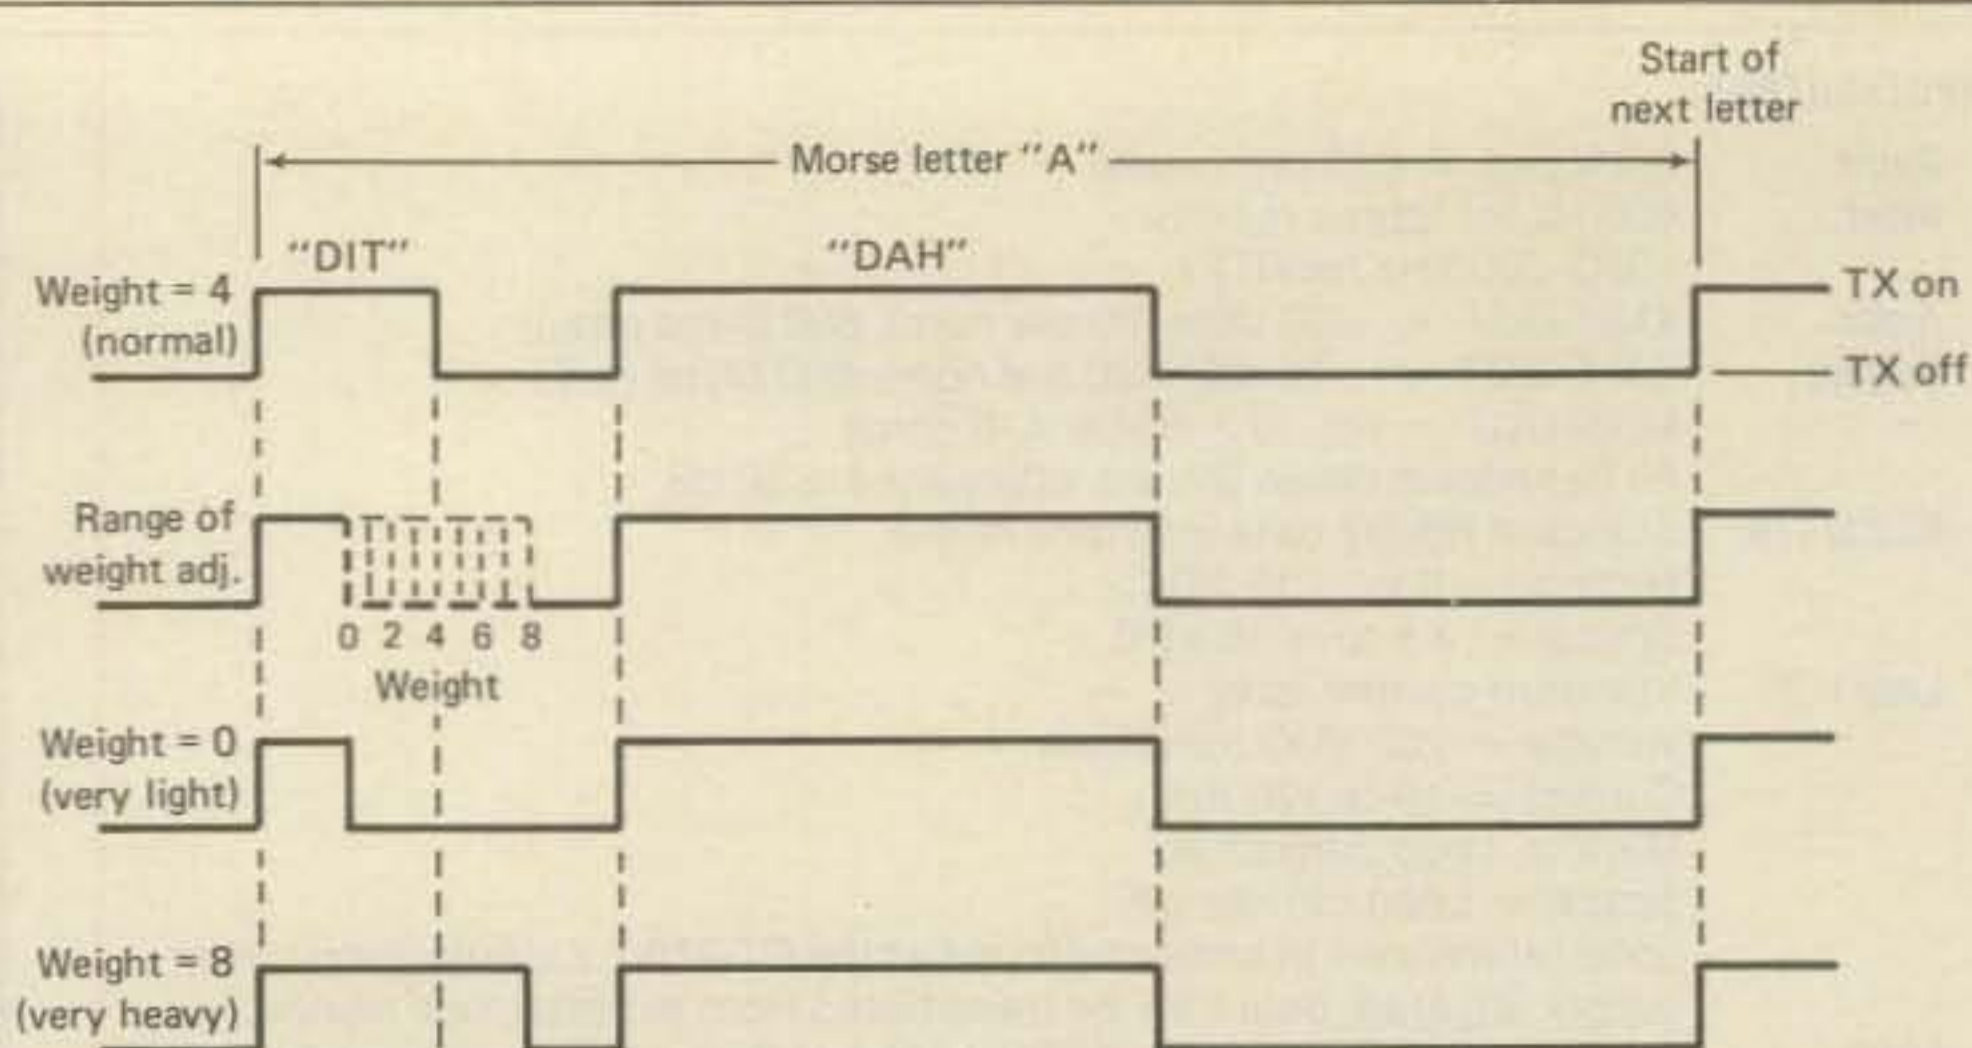 Start of
next letter
Morse letter "A"
"DIT"
"DAH"
Weight = 4
(normal)
TX on
TX off
Range of
weight adj.
0 2 4 6 8
Weight
Weight = 0
(very light)
Weight = 8
(very heavy)